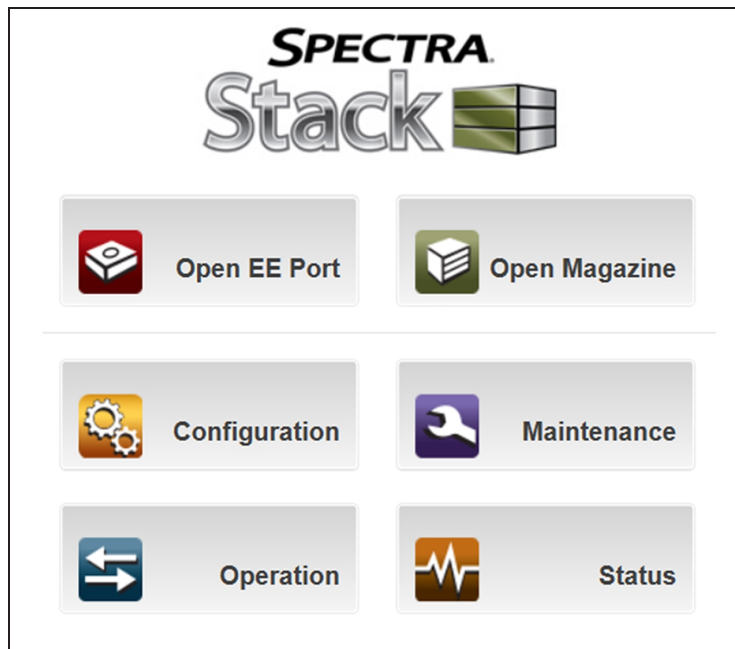 SPECTRA
Stack
Open EE Port
Open Magazine
Configuration
Maintenance
Operation
Status